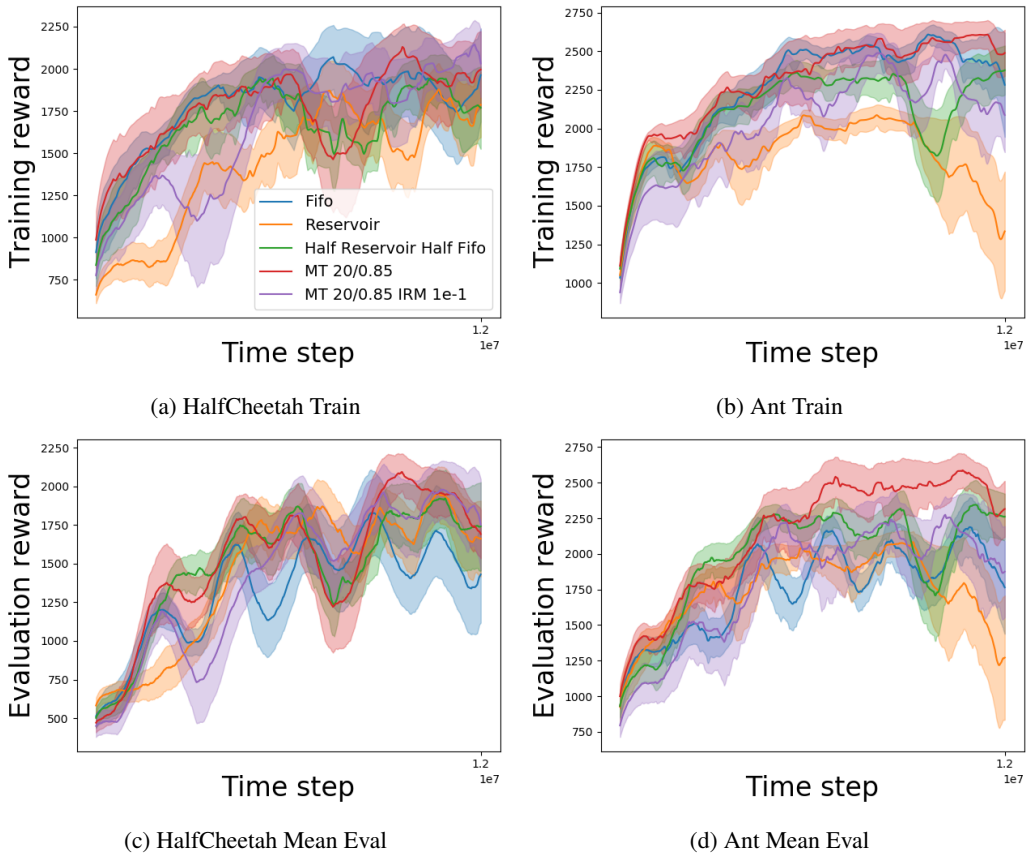 2250
2000
1750
1500
1250
1000
750
Training reward
Fifo
Reservoir
Half Reservoir Half Fifo
MT 20/0.85
MT 20/0.85 IRM 1e-1
1.2
1e7
Time step
(a) HalfCheetah Train
2750
2500
2250
2000
1750
1500
1250
1000
Training reward
1.2
1e7
Time step
(b) Ant Train
2250
2000
1750
1500
1250
1000
750
500
Evaluation reward
1.2
1e7
Time step
(c) HalfCheetah Mean Eval
2750
2500
2250
2000
1750
1500
1250
1000
750
Evaluation reward
1.2
1e7
Time step
(d) Ant Mean Eval